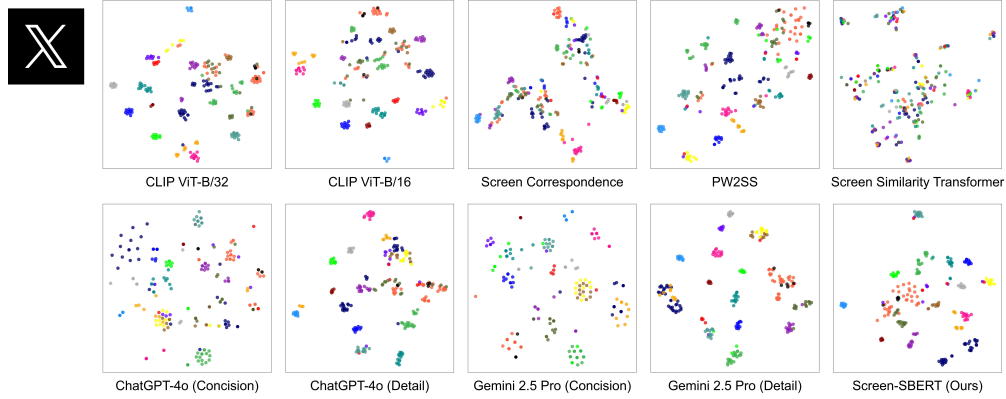 CLIP ViT-B/32
CLIP ViT-B/16
Screen Correspondence
PW2SS
Screen Similarity Transformer
ChatGPT-4o (Concision)
ChatGPT-4o (Detail)
Gemini 2.5 Pro (Concision)
Gemini 2.5 Pro (Detail)
Screen-SBERT (Ours)